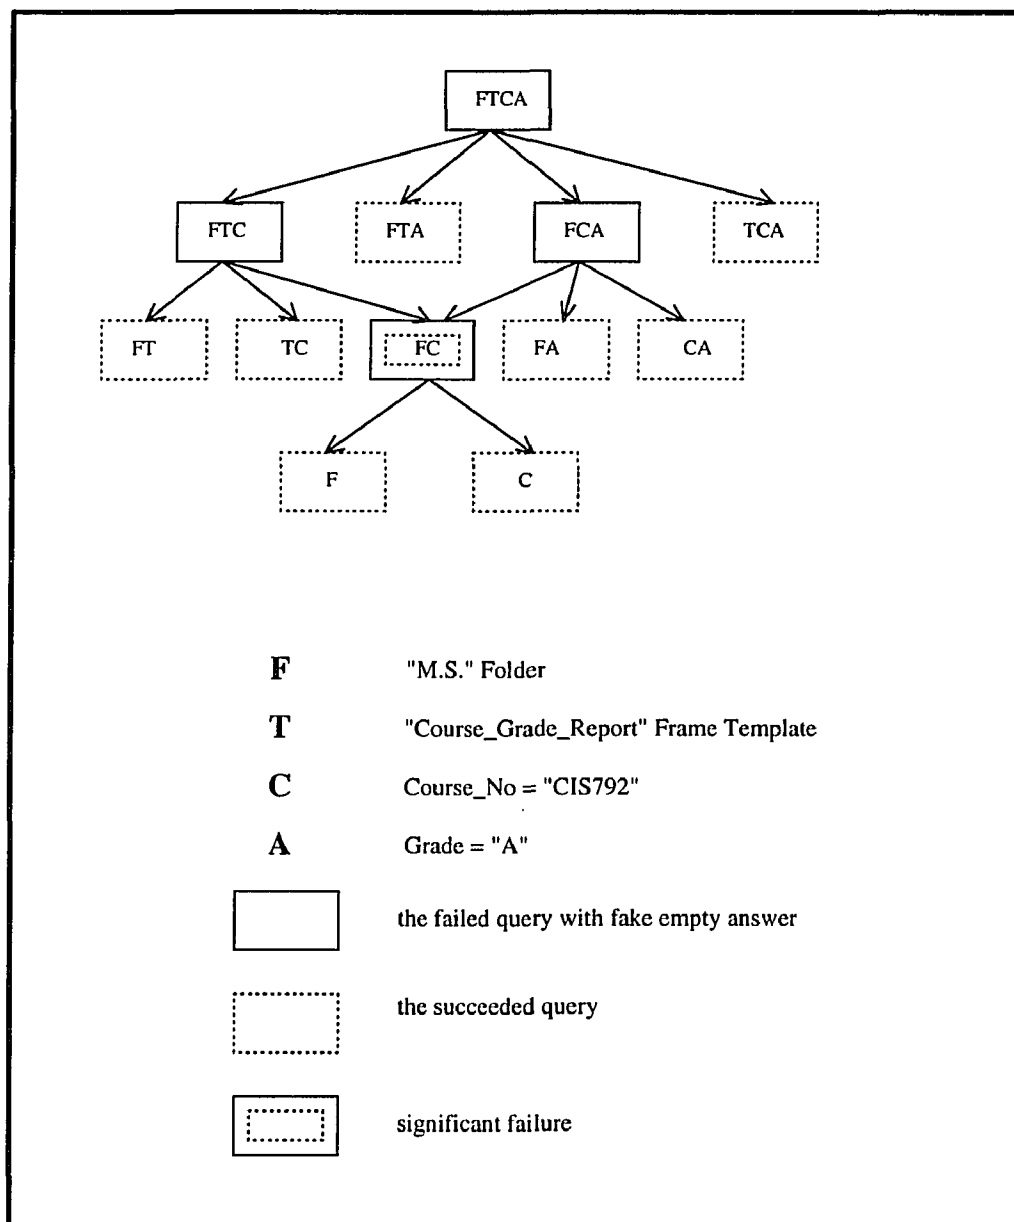 FTCA
FTC FTA FCA TCA
FT TC FC FA CA
F C
F "M.S." Folder
T "Course_Grade_Report" Frame Template
C Course_No = "CIS792"
A Grade = "A"
the failed query with fake empty answer
the succeeded query
significant failure